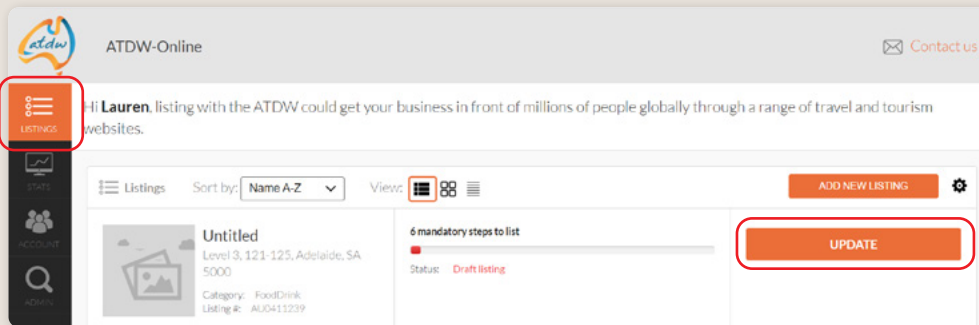 atdw
ATDW-Online
Contact us
LISTINGS
Hi Lauren, listing with the ATDW could get your business in front of millions of people globally through a range of travel and tourism
websites.
STATS
Listings Sort by: Name A-Z View: ADD NEW LISTING
ACCOUNT
Untitled
Level 3, 121-125, Adelaide, SA
5000
Category: FoodDrink
Listing #: AU0411239
6 mandatory steps to list
Status: Draft listing
UPDATE
ADMIN